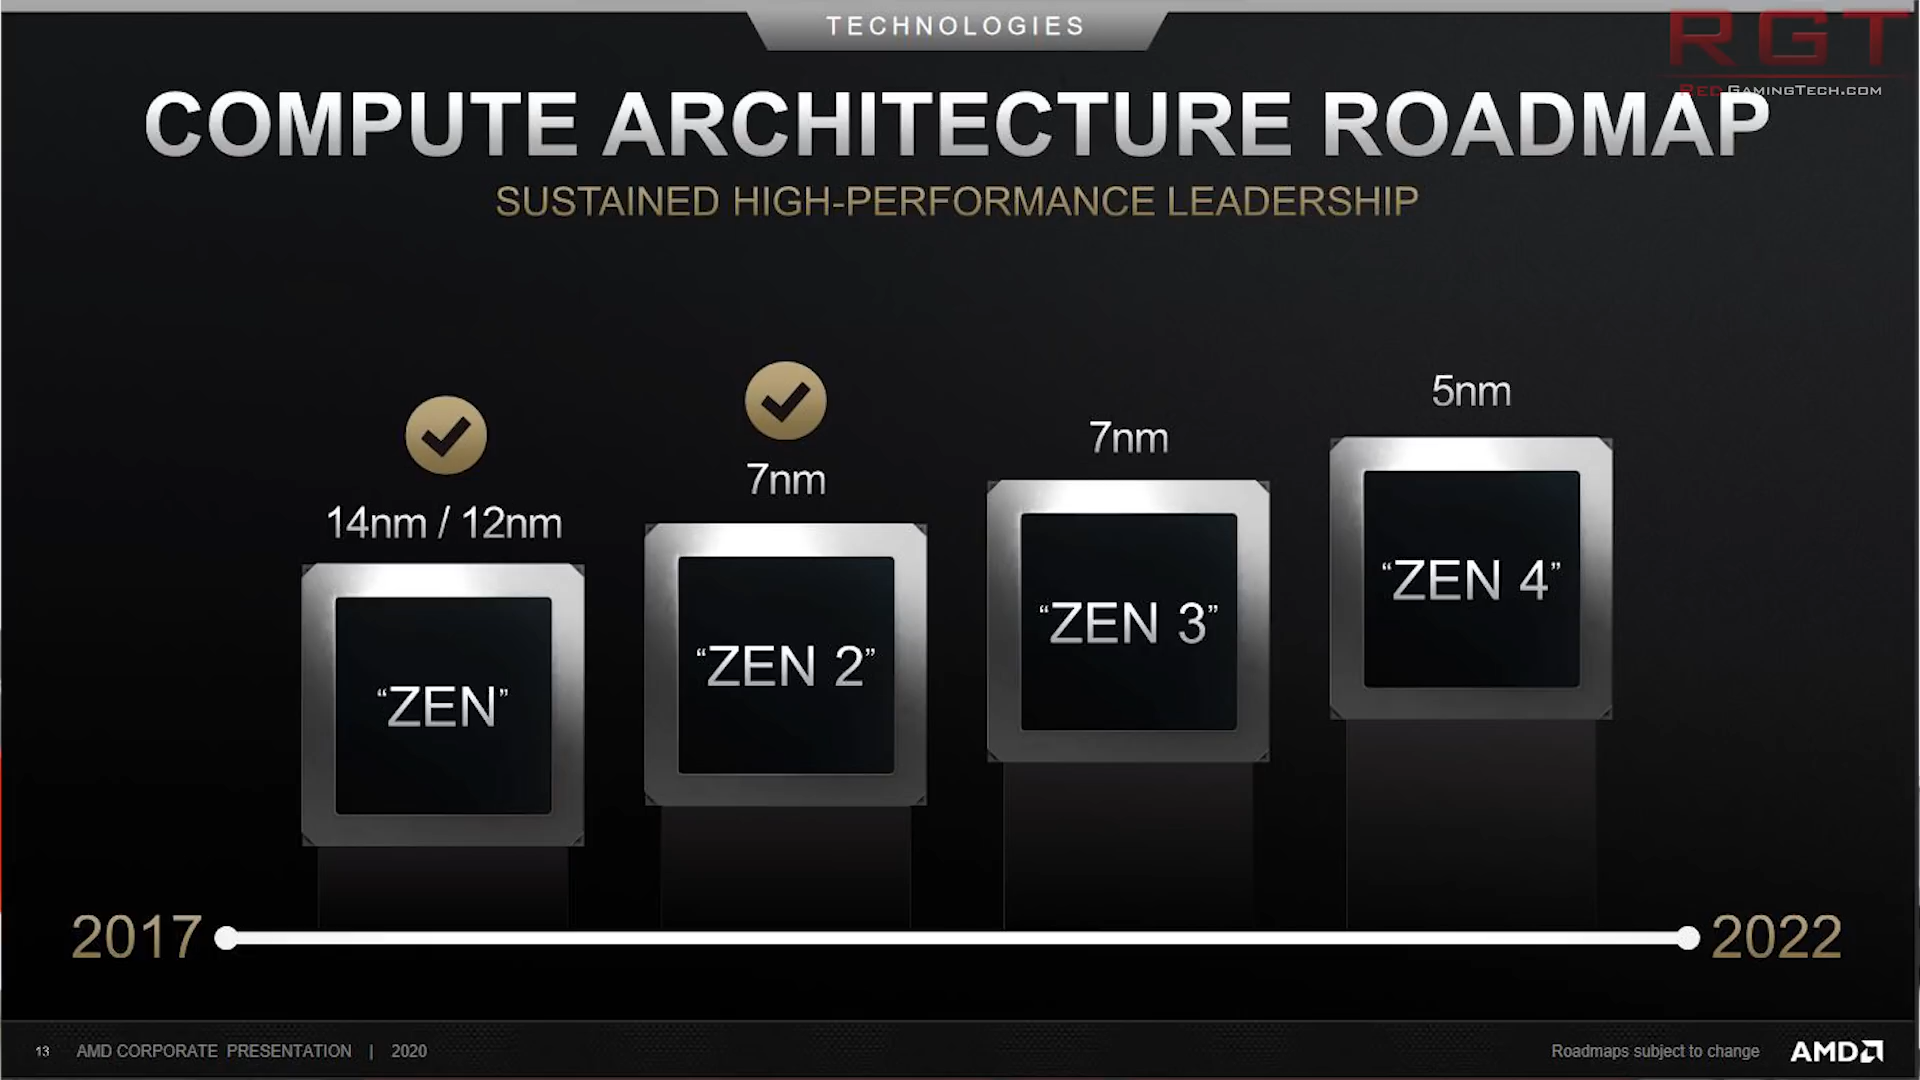 TECHNOLOGIES
RGT
REDGAMINGTECH.COM
COMPUTE ARCHITECTURE ROADMAP
SUSTAINED HIGH-PERFORMANCE LEADERSHIP
14nm / 12nm
7nm
7nm
5nm
“ZEN”
“ZEN 2”
“ZEN 3”
“ZEN 4”
2017
2022
13 AMD CORPORATE PRESENTATION | 2020
Roadmaps subject to change
AMD